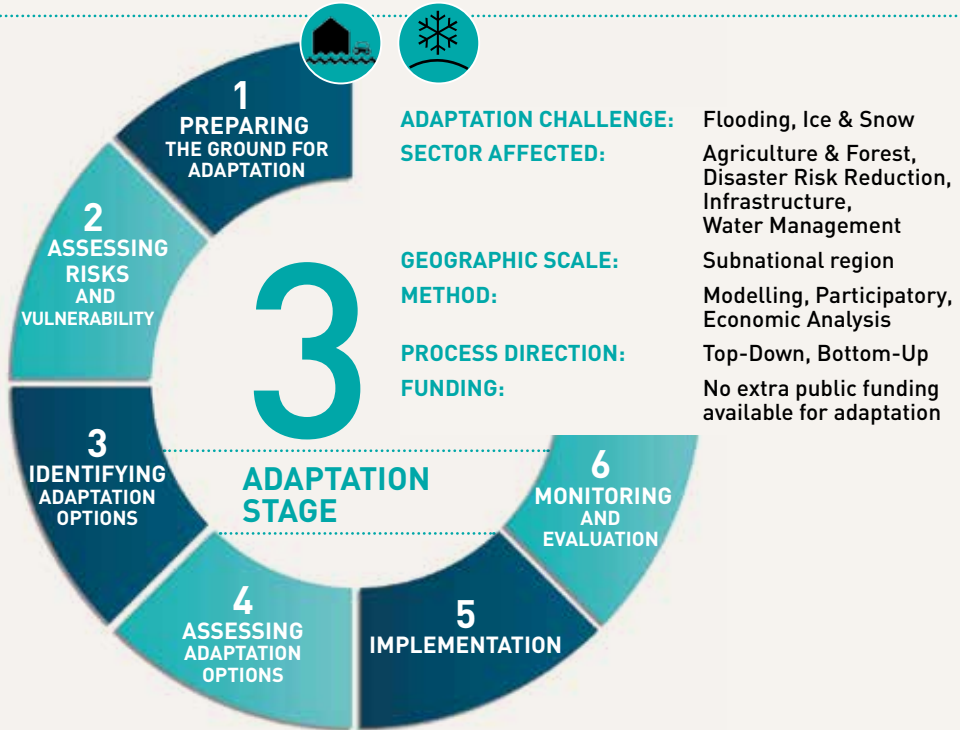 1
PREPARING
THE GROUND FOR
ADAPTATION
2
ASSESSING
RISKS
AND
VULNERABILITY
3
IDENTIFYING
ADAPTATION
OPTIONS
4
ASSESSING
ADAPTATION
OPTIONS
5
IMPLEMENTATION
6
MONITORING
AND
EVALUATION
3
ADAPTATION
STAGE
ADAPTATION CHALLENGE: Flooding, Ice & Snow
SECTOR AFFECTED: Agriculture & Forest,
Disaster Risk Reduction,
Infrastructure,
Water Management
GEOGRAPHIC SCALE: Subnational region
METHOD: Modelling, Participatory,
Economic Analysis
PROCESS DIRECTION: Top-Down, Bottom-Up
FUNDING: No extra public funding
available for adaptation